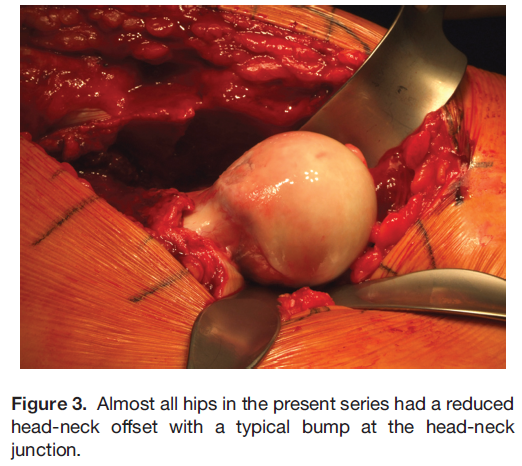 Figure 3. Almost all hips in the present series had a reduced
head-neck offset with a typical bump at the head-neck
junction.